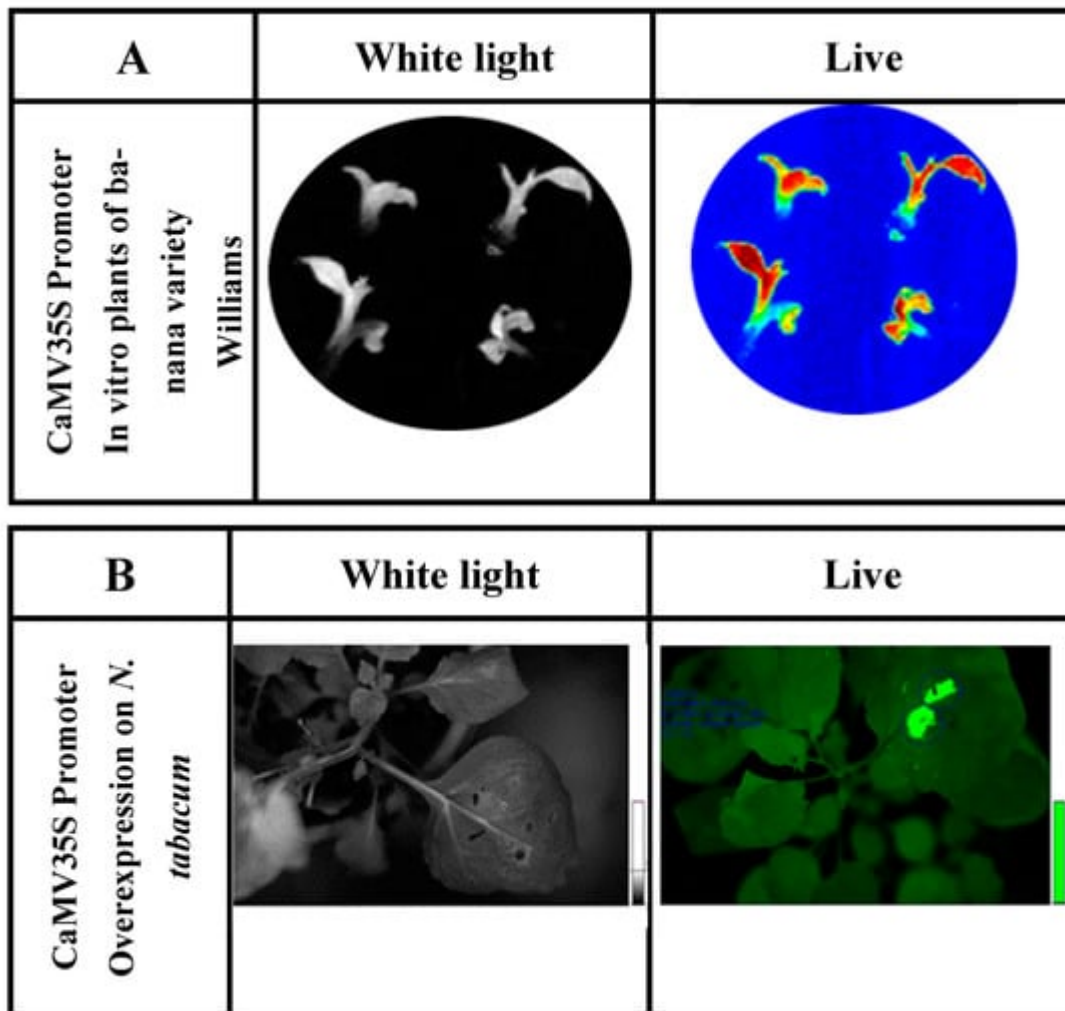 A
White light
Live
CaMV35S Promoter
In vitro plants of ba-
nana variety
Williams
B
White light
Live
CaMV35S Promoter
Overexpression on N.
tabacum